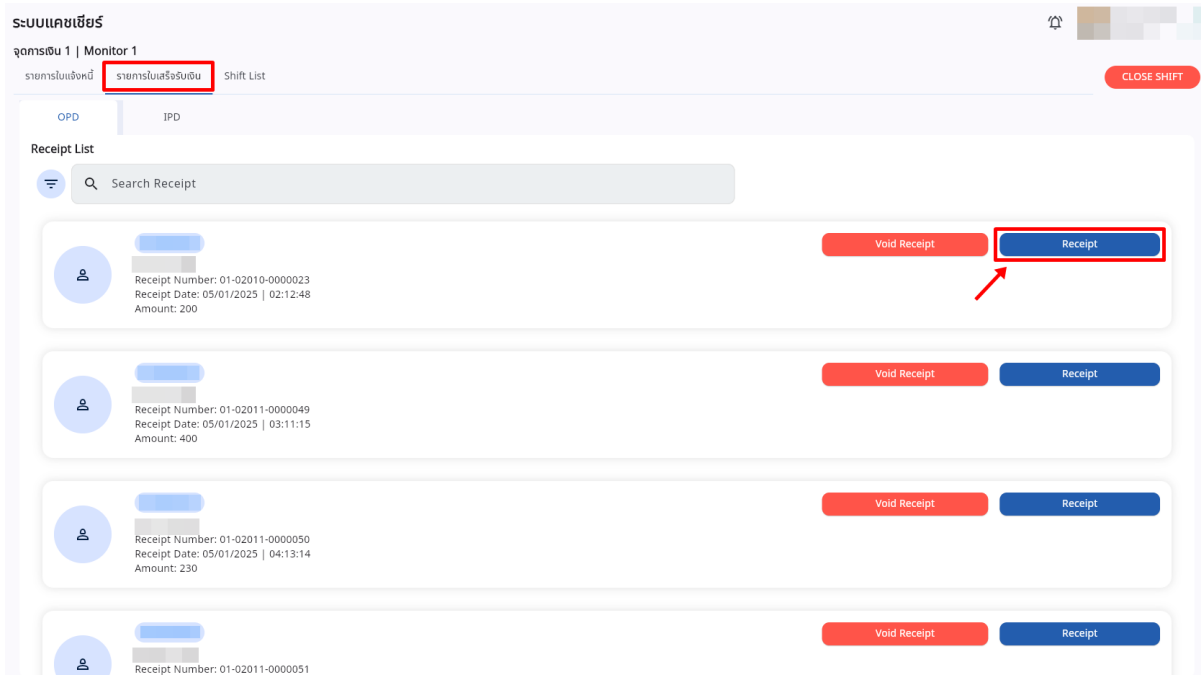 ระบบแคชเชียร์
จุดการเงิน 1 | Monitor 1
รายการใบแจ้งหนี้ รายการใบเสร็จรับเงิน Shift List
CLOSE SHIFT
OPD IPD
Receipt List
Search Receipt
Void Receipt Receipt
Receipt Number: 01-02010-0000023
Receipt Date: 05/01/2025 | 02:12:48
Amount: 200
Void Receipt Receipt
Receipt Number: 01-02011-0000049
Receipt Date: 05/01/2025 | 03:11:15
Amount: 400
Void Receipt Receipt
Receipt Number: 01-02011-0000050
Receipt Date: 05/01/2025 | 04:13:14
Amount: 230
Void Receipt Receipt
Receipt Number: 01-02011-0000051